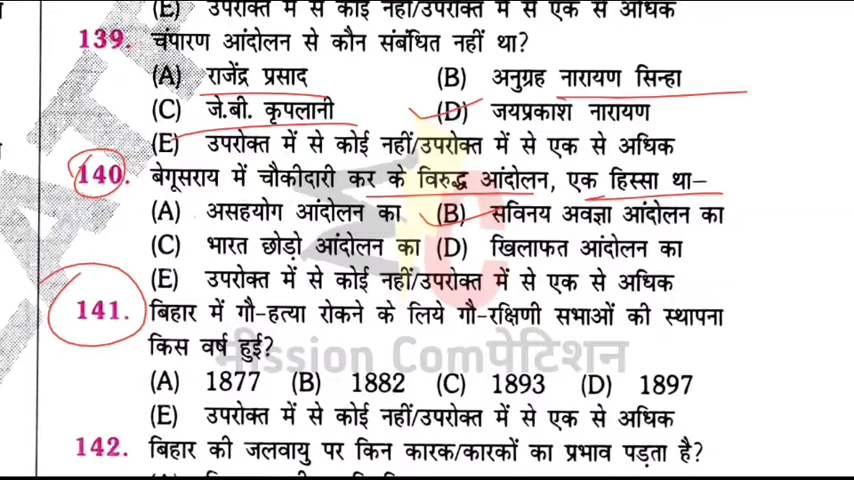 (E) उपरोक्त में से कोई नहीं/उपरोक्त में से एक से अधिक
139. चंपारण आंदोलन से कौन संबंधित नहीं था?
(A) राजेंद्र प्रसाद (B) अनुग्रह नारायण सिन्हा
(C) जे.बी. कृपलानी (D) जयप्रकाश नारायण
(E) उपरोक्त में से कोई नहीं/उपरोक्त में से एक से अधिक
140. बेगूसराय में चौकीदारी कर के विरुद्ध आंदोलन, एक हिस्सा था–
(A) असहयोग आंदोलन का (B) सविनय अवज्ञा आंदोलन का
(C) भारत छोड़ो आंदोलन का (D) खिलाफत आंदोलन का
(E) उपरोक्त में से कोई नहीं/उपरोक्त में से एक से अधिक
141. बिहार में गौ-हत्या रोकने के लिये गौ-रक्षिणी सभाओं की स्थापना
किस वर्ष हुई?
मीssion Comपेटिशन
(A) 1877 (B) 1882 (C) 1893 (D) 1897
(E) उपरोक्त में से कोई नहीं/उपरोक्त में से एक से अधिक
142. बिहार की जलवायु पर किन कारक/कारकों का प्रभाव पड़ता है?